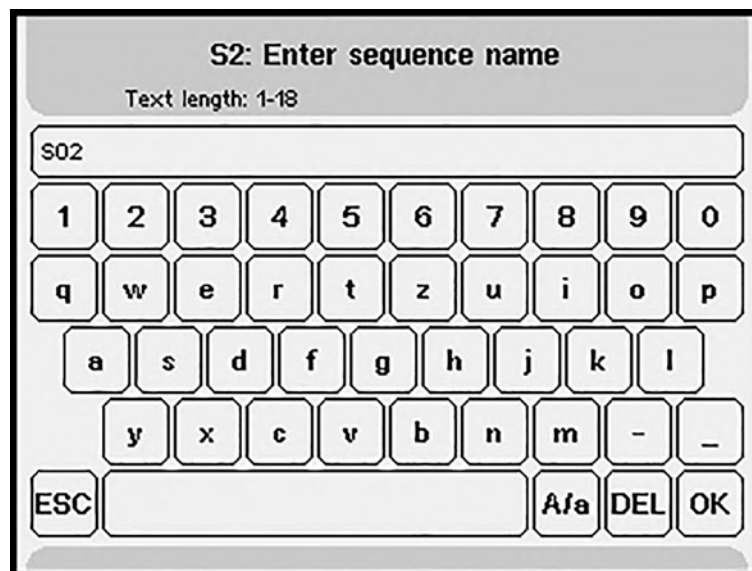 S2: Enter sequence name
Text length: 1-18
S02
1 2 3 4 5 6 7 8 9 0
q w e r t z u i o p
a s d f g h j k l
y x c v b n m - _
ESC A/a DEL OK